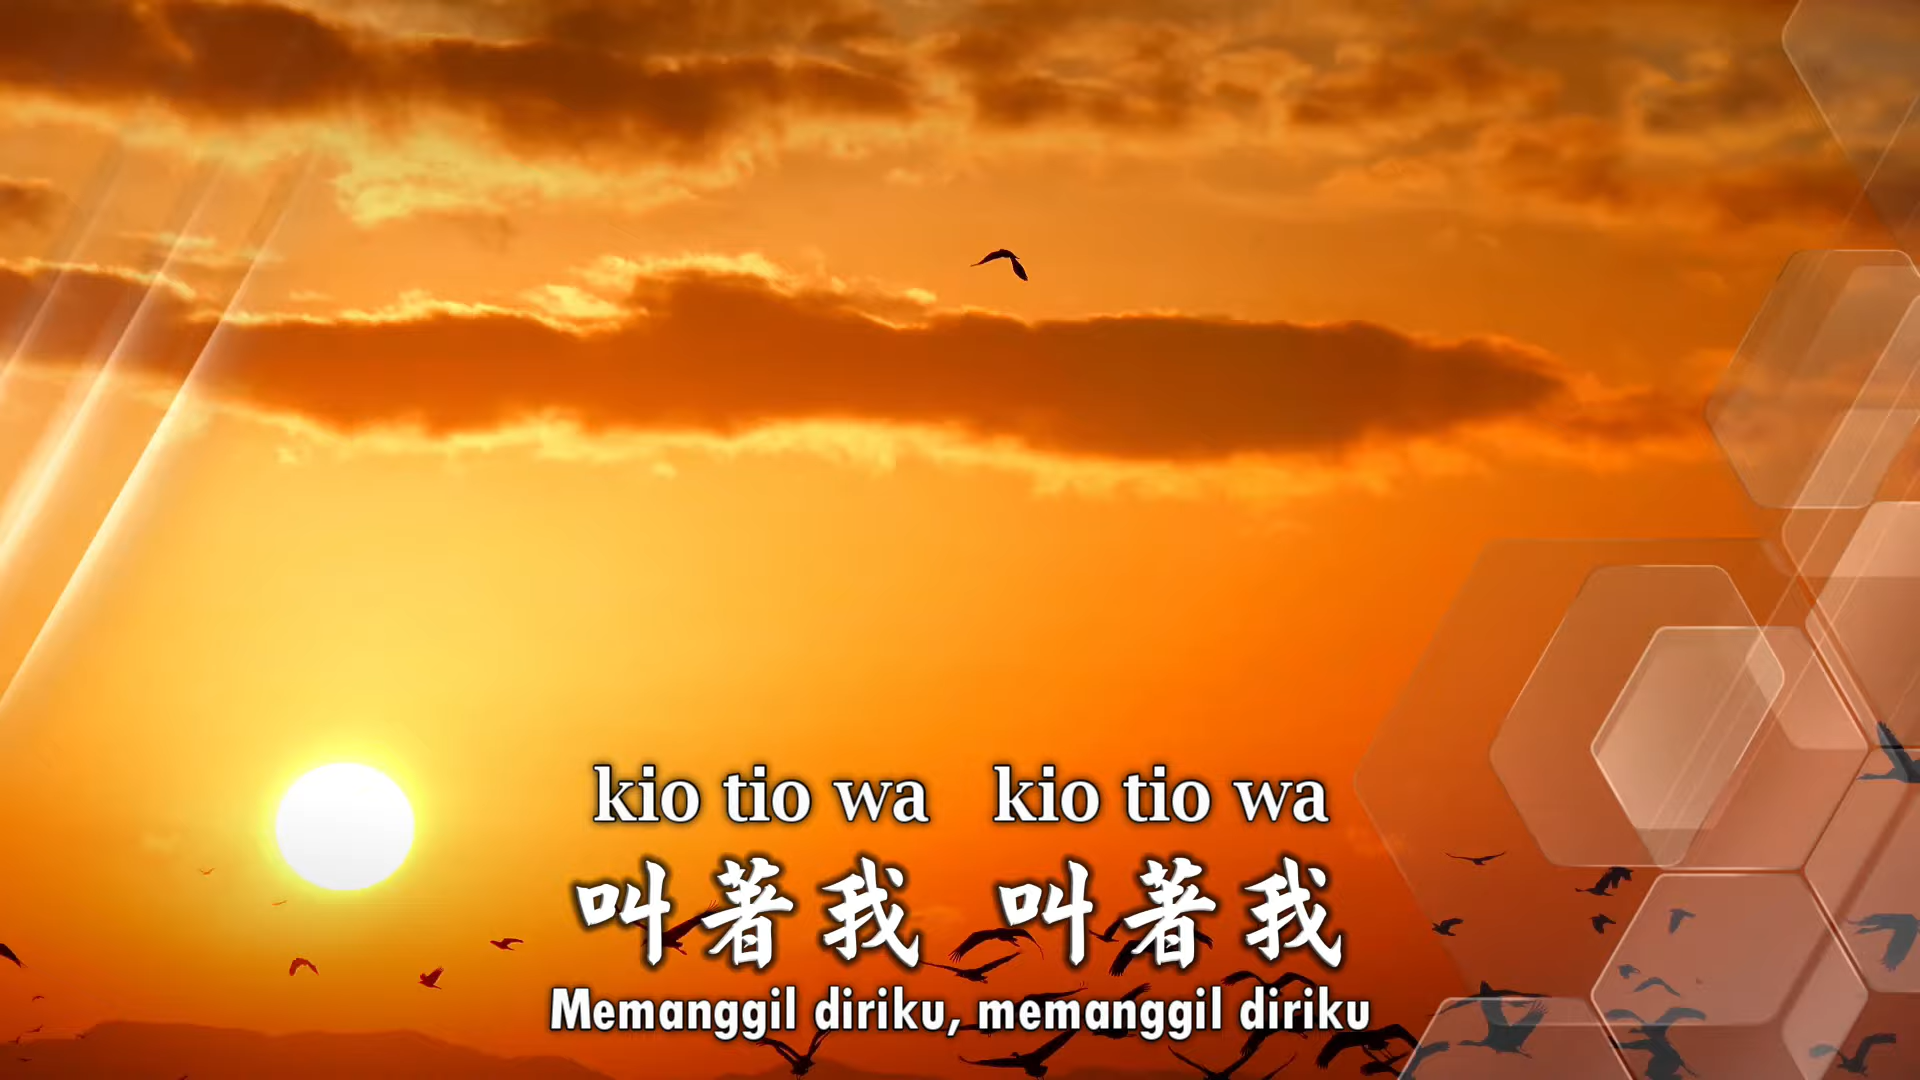 kio tio wa   kio tio wa
叫著我 叫著我
Memanggil diriku, memanggil diriku